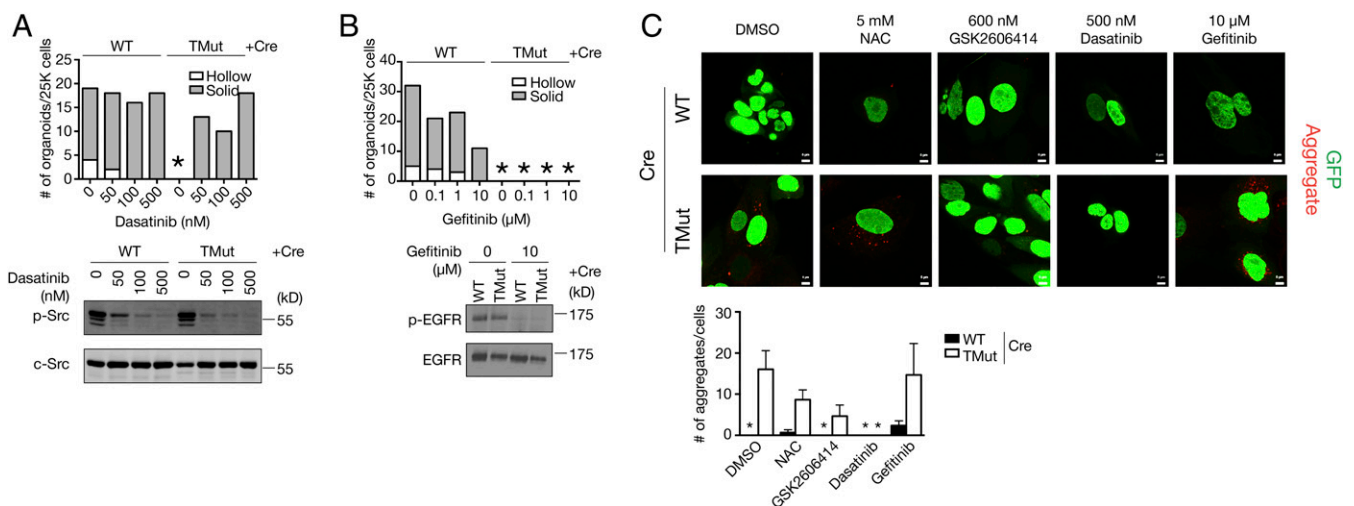 A
WT TMut +Cre
# of organoids/25K cells
25
20
15
10
5
0
Hollow
Solid
*
0 50 100 500 0 50 100 500
Dasatinib (nM)
WT TMut +Cre
Dasatinib (nM)
0 50 100 500 0 50 100 500
(kD)
p-Src
55
c-Src
55
B
WT TMut +Cre
# of organoids/25K cells
40
30
20
10
0
Hollow
Solid
* * * *
0 0.1 1 10 0 0.1 1 10
Gefitinib (µM)
Gefitinib (µM)
0 10
WT TMut WT TMut
+Cre
(kD)
p-EGFR
175
EGFR
175
C
DMSO
5 mM
NAC
600 nM
GSK2606414
500 nM
Dasatinib
10 µM
Gefitinib
Cre
WT
TMut
GFP
Aggregate
# of aggregates/cells
30
20
10
0
WT
TMut
Cre
* * * *
DMSO
NAC
GSK2606414
Dasatinib
Gefitinib